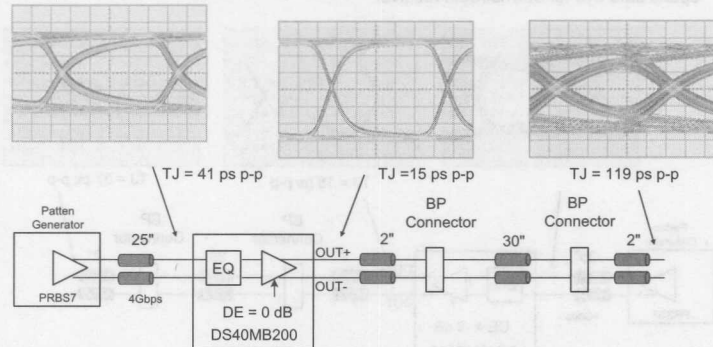 TJ = 41 ps p-p
TJ =15 ps p-p
TJ = 119 ps p-p
Patten
Generator
25"
PRBS7
4Gbps
EQ
DE = 0 dB
DS40MB200
OUT+
OUT-
2"
BP
Connector
30"
BP
Connector
2"